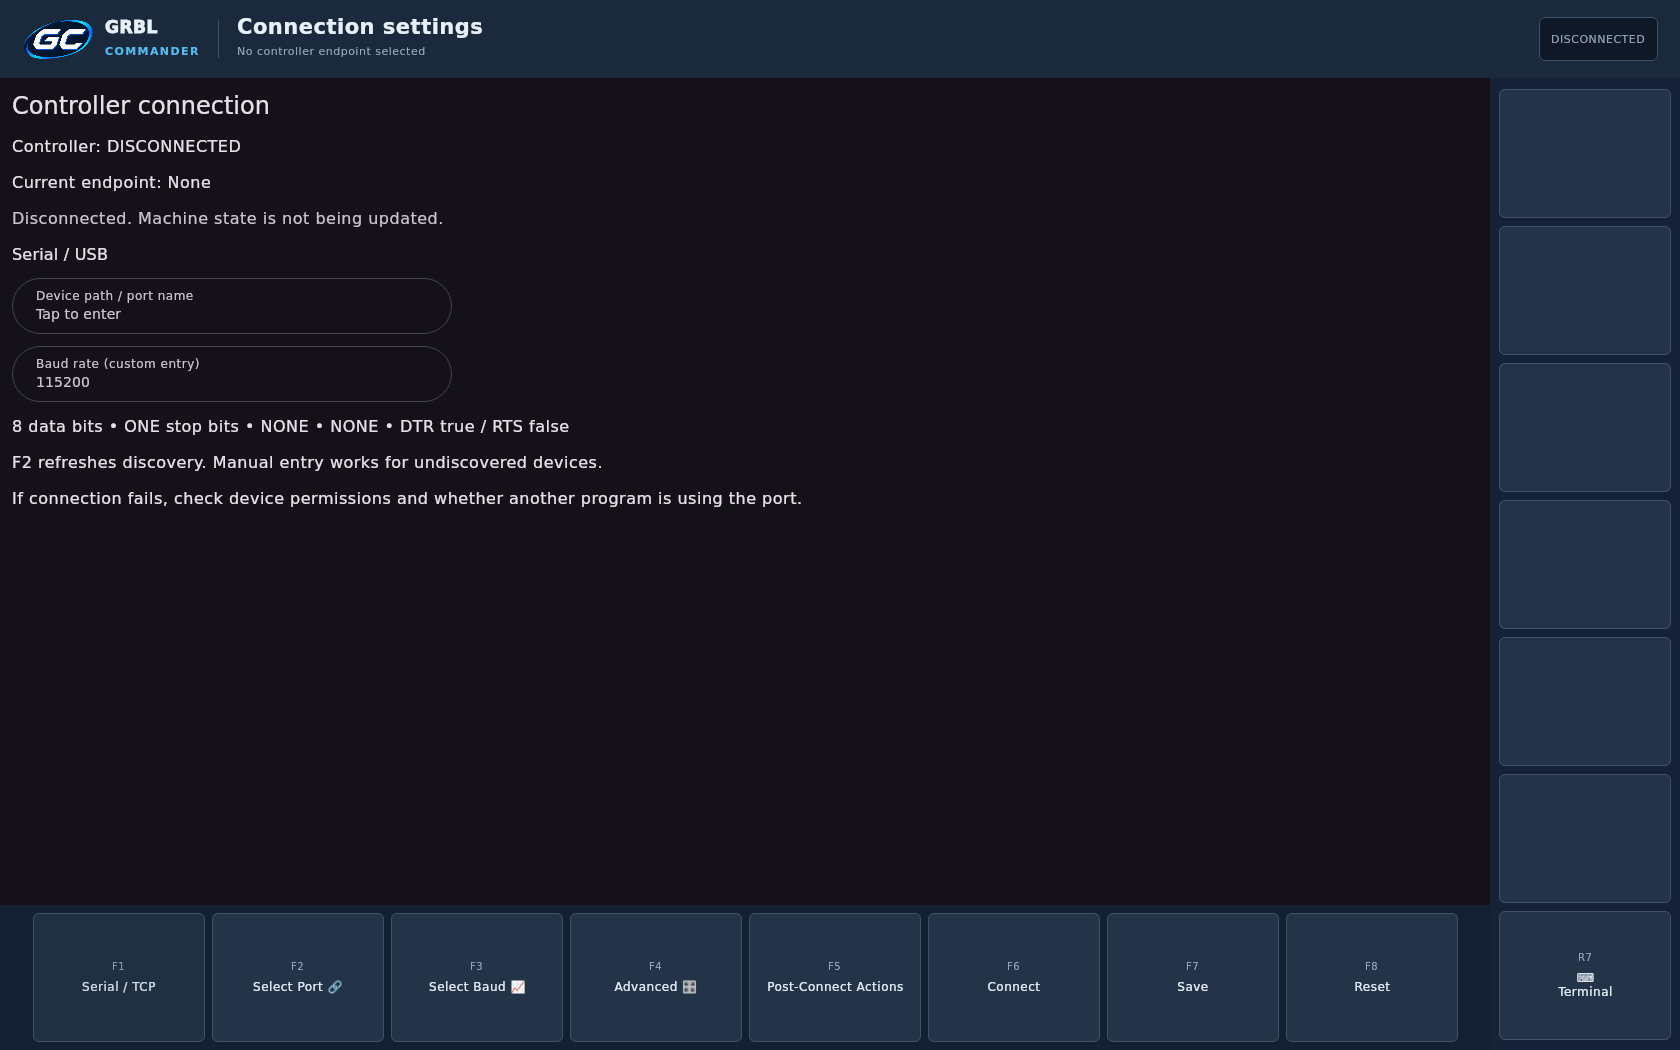 GC
GRBL
COMMANDER
Connection settings
No controller endpoint selected
DISCONNECTED
Controller connection
Controller: DISCONNECTED
Current endpoint: None
Disconnected. Machine state is not being updated.
Serial / USB
Device path / port name
Tap to enter
Baud rate (custom entry)
115200
8 data bits • ONE stop bits • NONE • NONE • DTR true / RTS false
F2 refreshes discovery. Manual entry works for undiscovered devices.
If connection fails, check device permissions and whether another program is using the port.
F1
Serial / TCP
F2
Select Port 🔗
F3
Select Baud 📈
F4
Advanced 🎛
F5
Post-Connect Actions
F6
Connect
F7
Save
F8
Reset
R7
⌨
Terminal